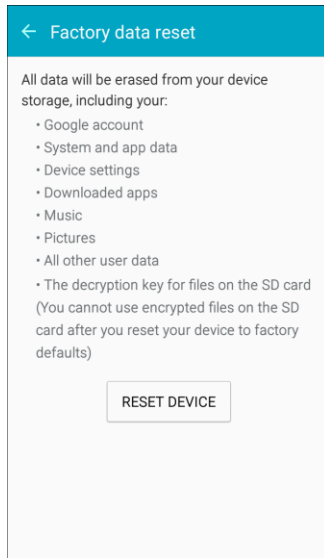 Factory data reset
All data will be erased from your device
storage, including your:
• Google account
• System and app data
• Device settings
• Downloaded apps
• Music
• Pictures
• All other user data
• The decryption key for files on the SD card
(You cannot use encrypted files on the SD
card after you reset your device to factory
defaults)
RESET DEVICE